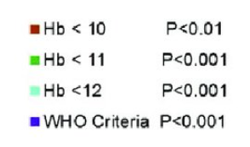 Hb < 10 P<0.01
Hb < 11 P<0.001
Hb <12 P<0.001
WHO Criteria P<0.001